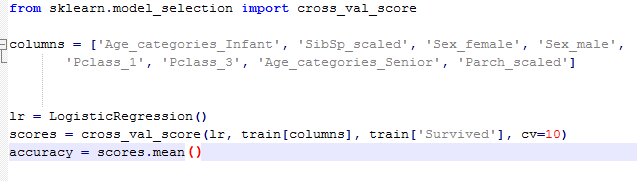 from sklearn.model_selection import cross_val_score
columns = ['Age_categories_Infant', 'SibSp_scaled', 'Sex_female', 'Sex_male',
'Pclass_1', 'Pclass_3', 'Age_categories_Senior', 'Parch_scaled']
lr = LogisticRegression()
scores = cross_val_score(lr, train[columns], train['Survived'], cv=10)
accuracy = scores.mean()